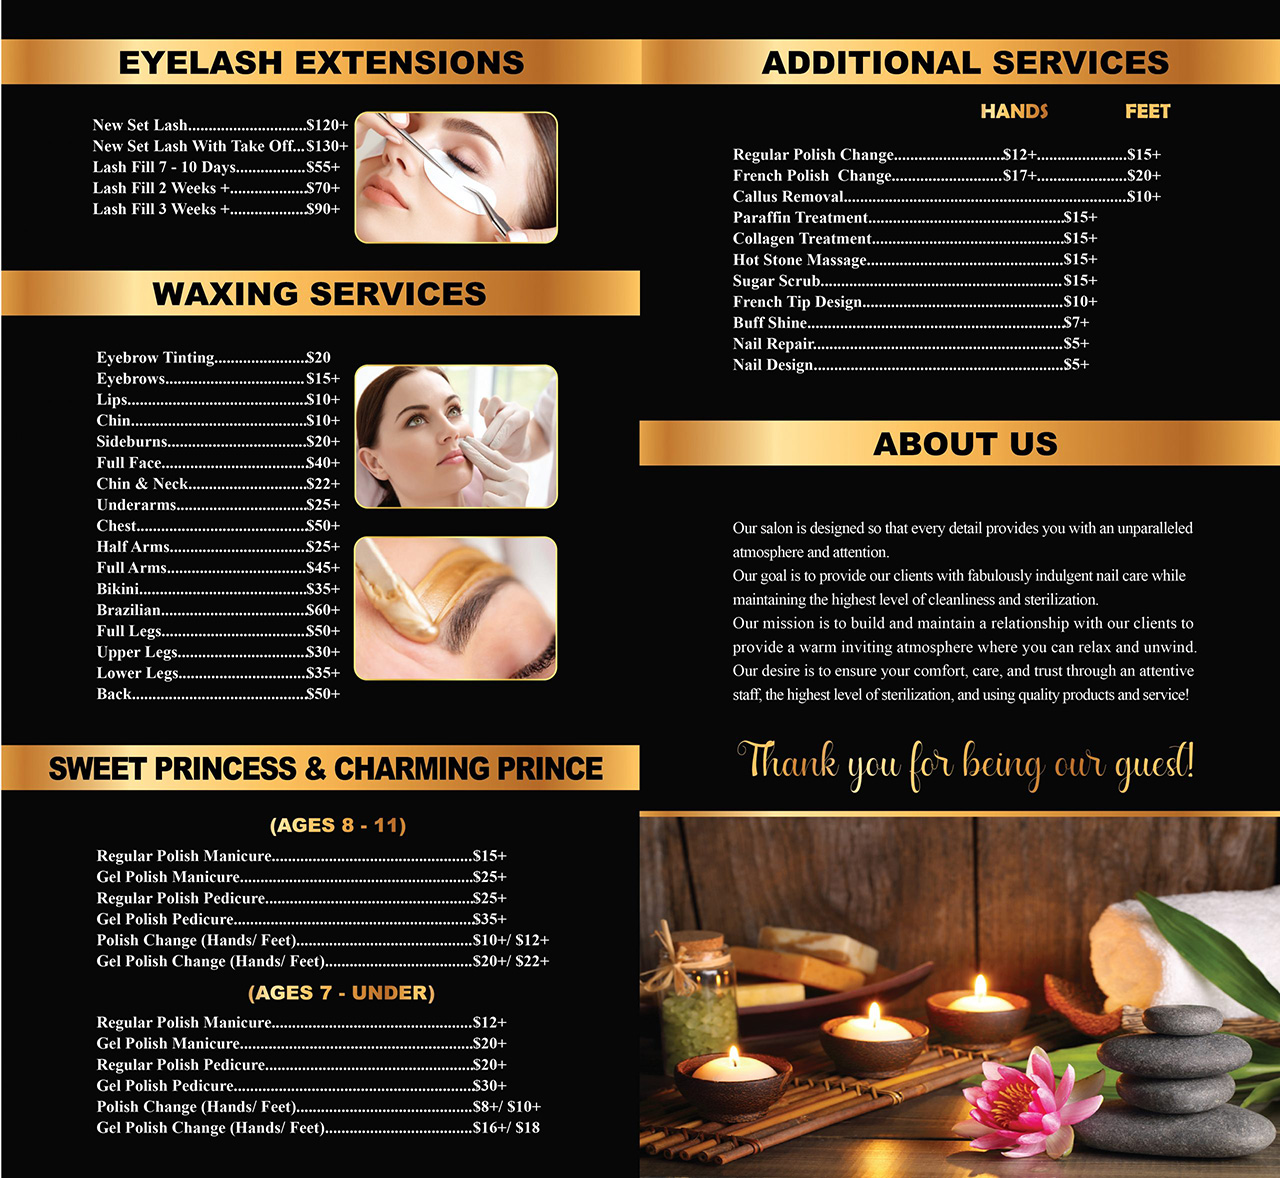 EYELASH EXTENSIONS
New Set Lash.............................$120+
New Set Lash With Take Off...$130+
Lash Fill 7 - 10 Days.................$55+
Lash Fill 2 Weeks +...................$70+
Lash Fill 3 Weeks +...................$90+
WAXING SERVICES
Eyebrow Tinting......................$20
Eyebrows..................................$15+
Lips...........................................$10+
Chin..........................................$10+
Sideburns.................................$20+
Full Face...................................$40+
Chin & Neck............................$22+
Underarms...............................$25+
Chest.........................................$50+
Half Arms.................................$25+
Full Arms..................................$45+
Bikini........................................$35+
Brazilian...................................$60+
Full Legs...................................$50+
Upper Legs...............................$30+
Lower Legs...............................$35+
Back..........................................$50+
SWEET PRINCESS & CHARMING PRINCE
(AGES 8 - 11)
Regular Polish Manicure.................................................$15+
Gel Polish Manicure.........................................................$25+
Regular Polish Pedicure...................................................$25+
Gel Polish Pedicure..........................................................$35+
Polish Change (Hands/ Feet)...........................................$10+/ $12+
Gel Polish Change (Hands/ Feet)....................................$20+/ $22+
(AGES 7 - UNDER)
Regular Polish Manicure.................................................$12+
Gel Polish Manicure.........................................................$20+
Regular Polish Pedicure...................................................$20+
Gel Polish Pedicure..........................................................$30+
Polish Change (Hands/ Feet)...........................................$8+/ $10+
Gel Polish Change (Hands/ Feet)....................................$16+/ $18
ADDITIONAL SERVICES
HANDS FEET
Regular Polish Change..........................$12+......................$15+
French Polish Change...........................$17+......................$20+
Callus Removal.....................................................................$10+
Paraffin Treatment................................................$15+
Collagen Treatment...............................................$15+
Hot Stone Massage................................................$15+
Sugar Scrub...........................................................$15+
French Tip Design.................................................$10+
Buff Shine...............................................................$7+
Nail Repair.............................................................$5+
Nail Design.............................................................$5+
ABOUT US
Our salon is designed so that every detail provides you with an unparalleled
atmosphere and attention.
Our goal is to provide our clients with fabulously indulgent nail care while
maintaining the highest level of cleanliness and sterilization.
Our mission is to build and maintain a relationship with our clients to
provide a warm inviting atmosphere where you can relax and unwind.
Our desire is to ensure your comfort, care, and trust through an attentive
staff, the highest level of sterilization, and using quality products and service!
Thank you for being our guest!